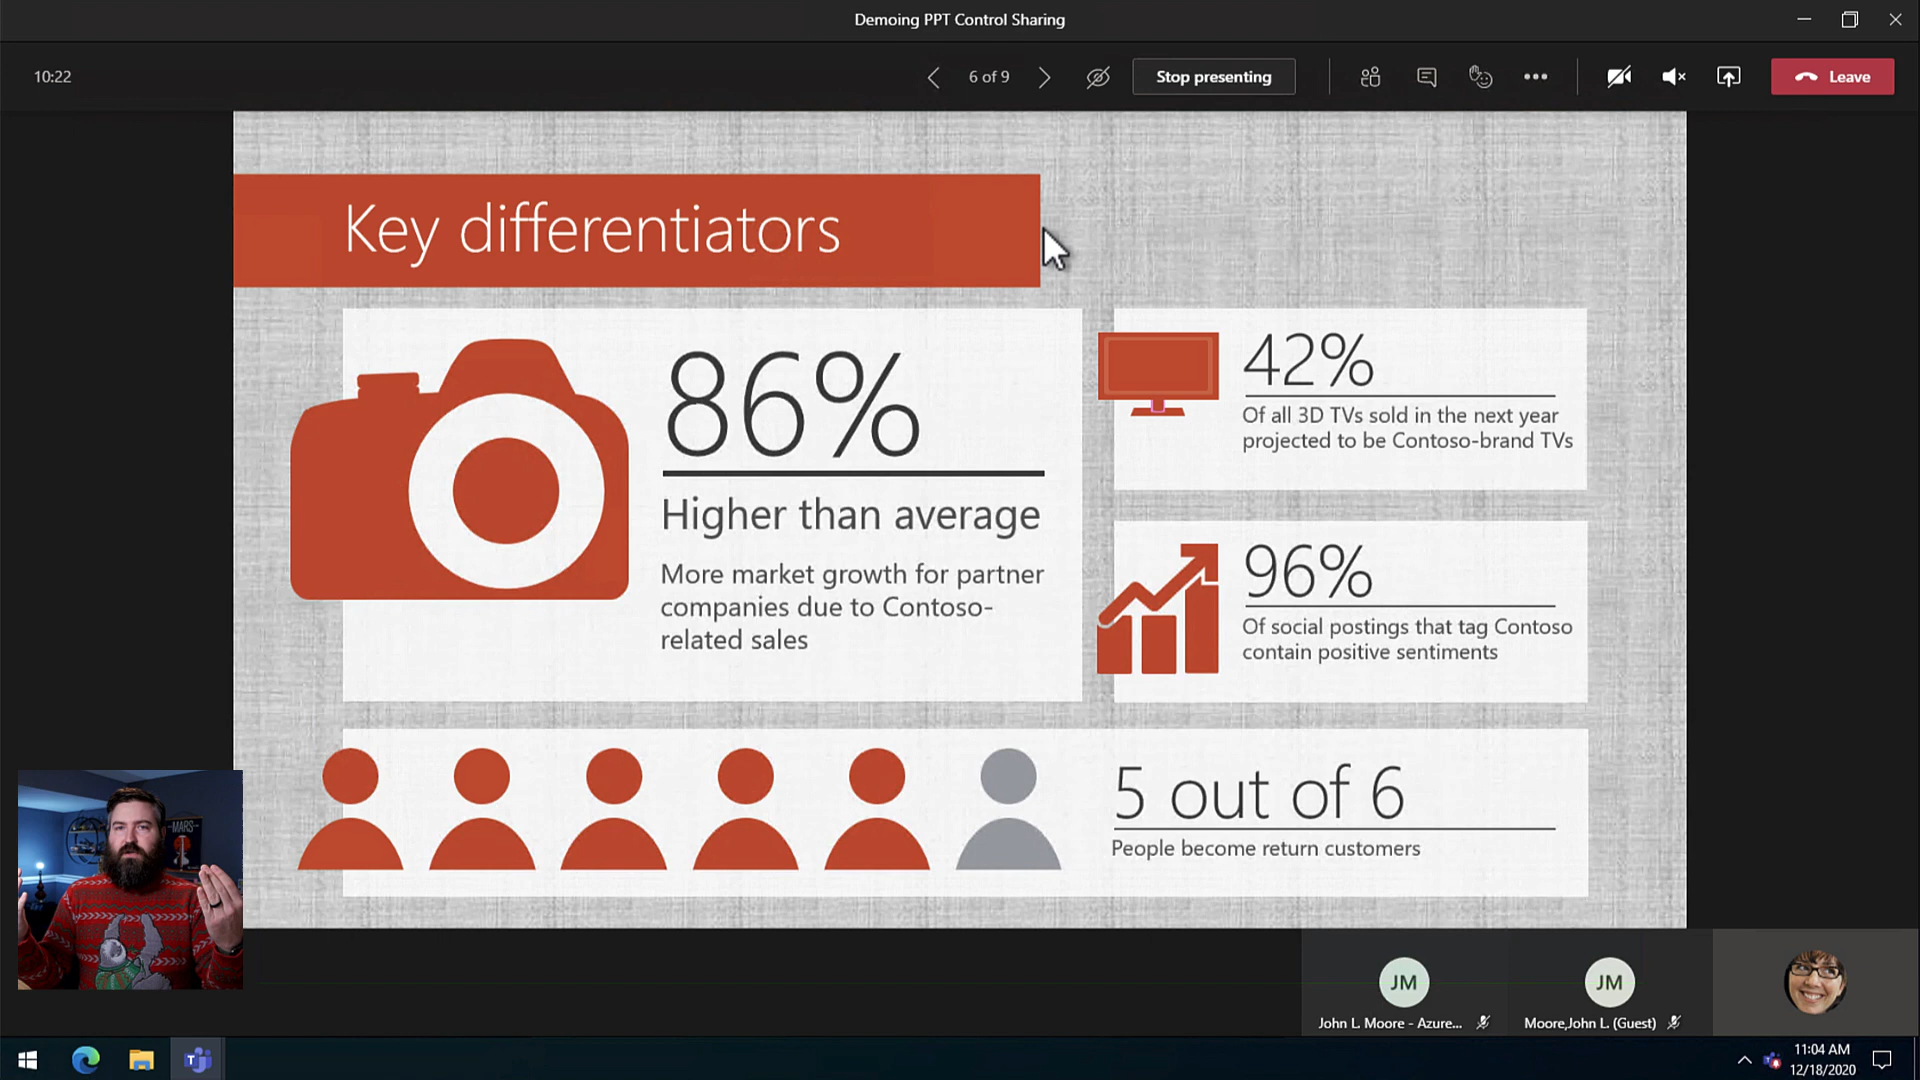 Demoing PPT Control Sharing
10:22
6 of 9
Stop presenting
Leave
Key differentiators
86%
Higher than average
More market growth for partner
companies due to Contoso-
related sales
42%
Of all 3D TVs sold in the next year
projected to be Contoso-brand TVs
96%
Of social postings that tag Contoso
contain positive sentiments
5 out of 6
People become return customers
MARS
JM
John L. Moore - Azure...
JM
Moore,John L. (Guest)
T
11:04 AM
12/18/2020